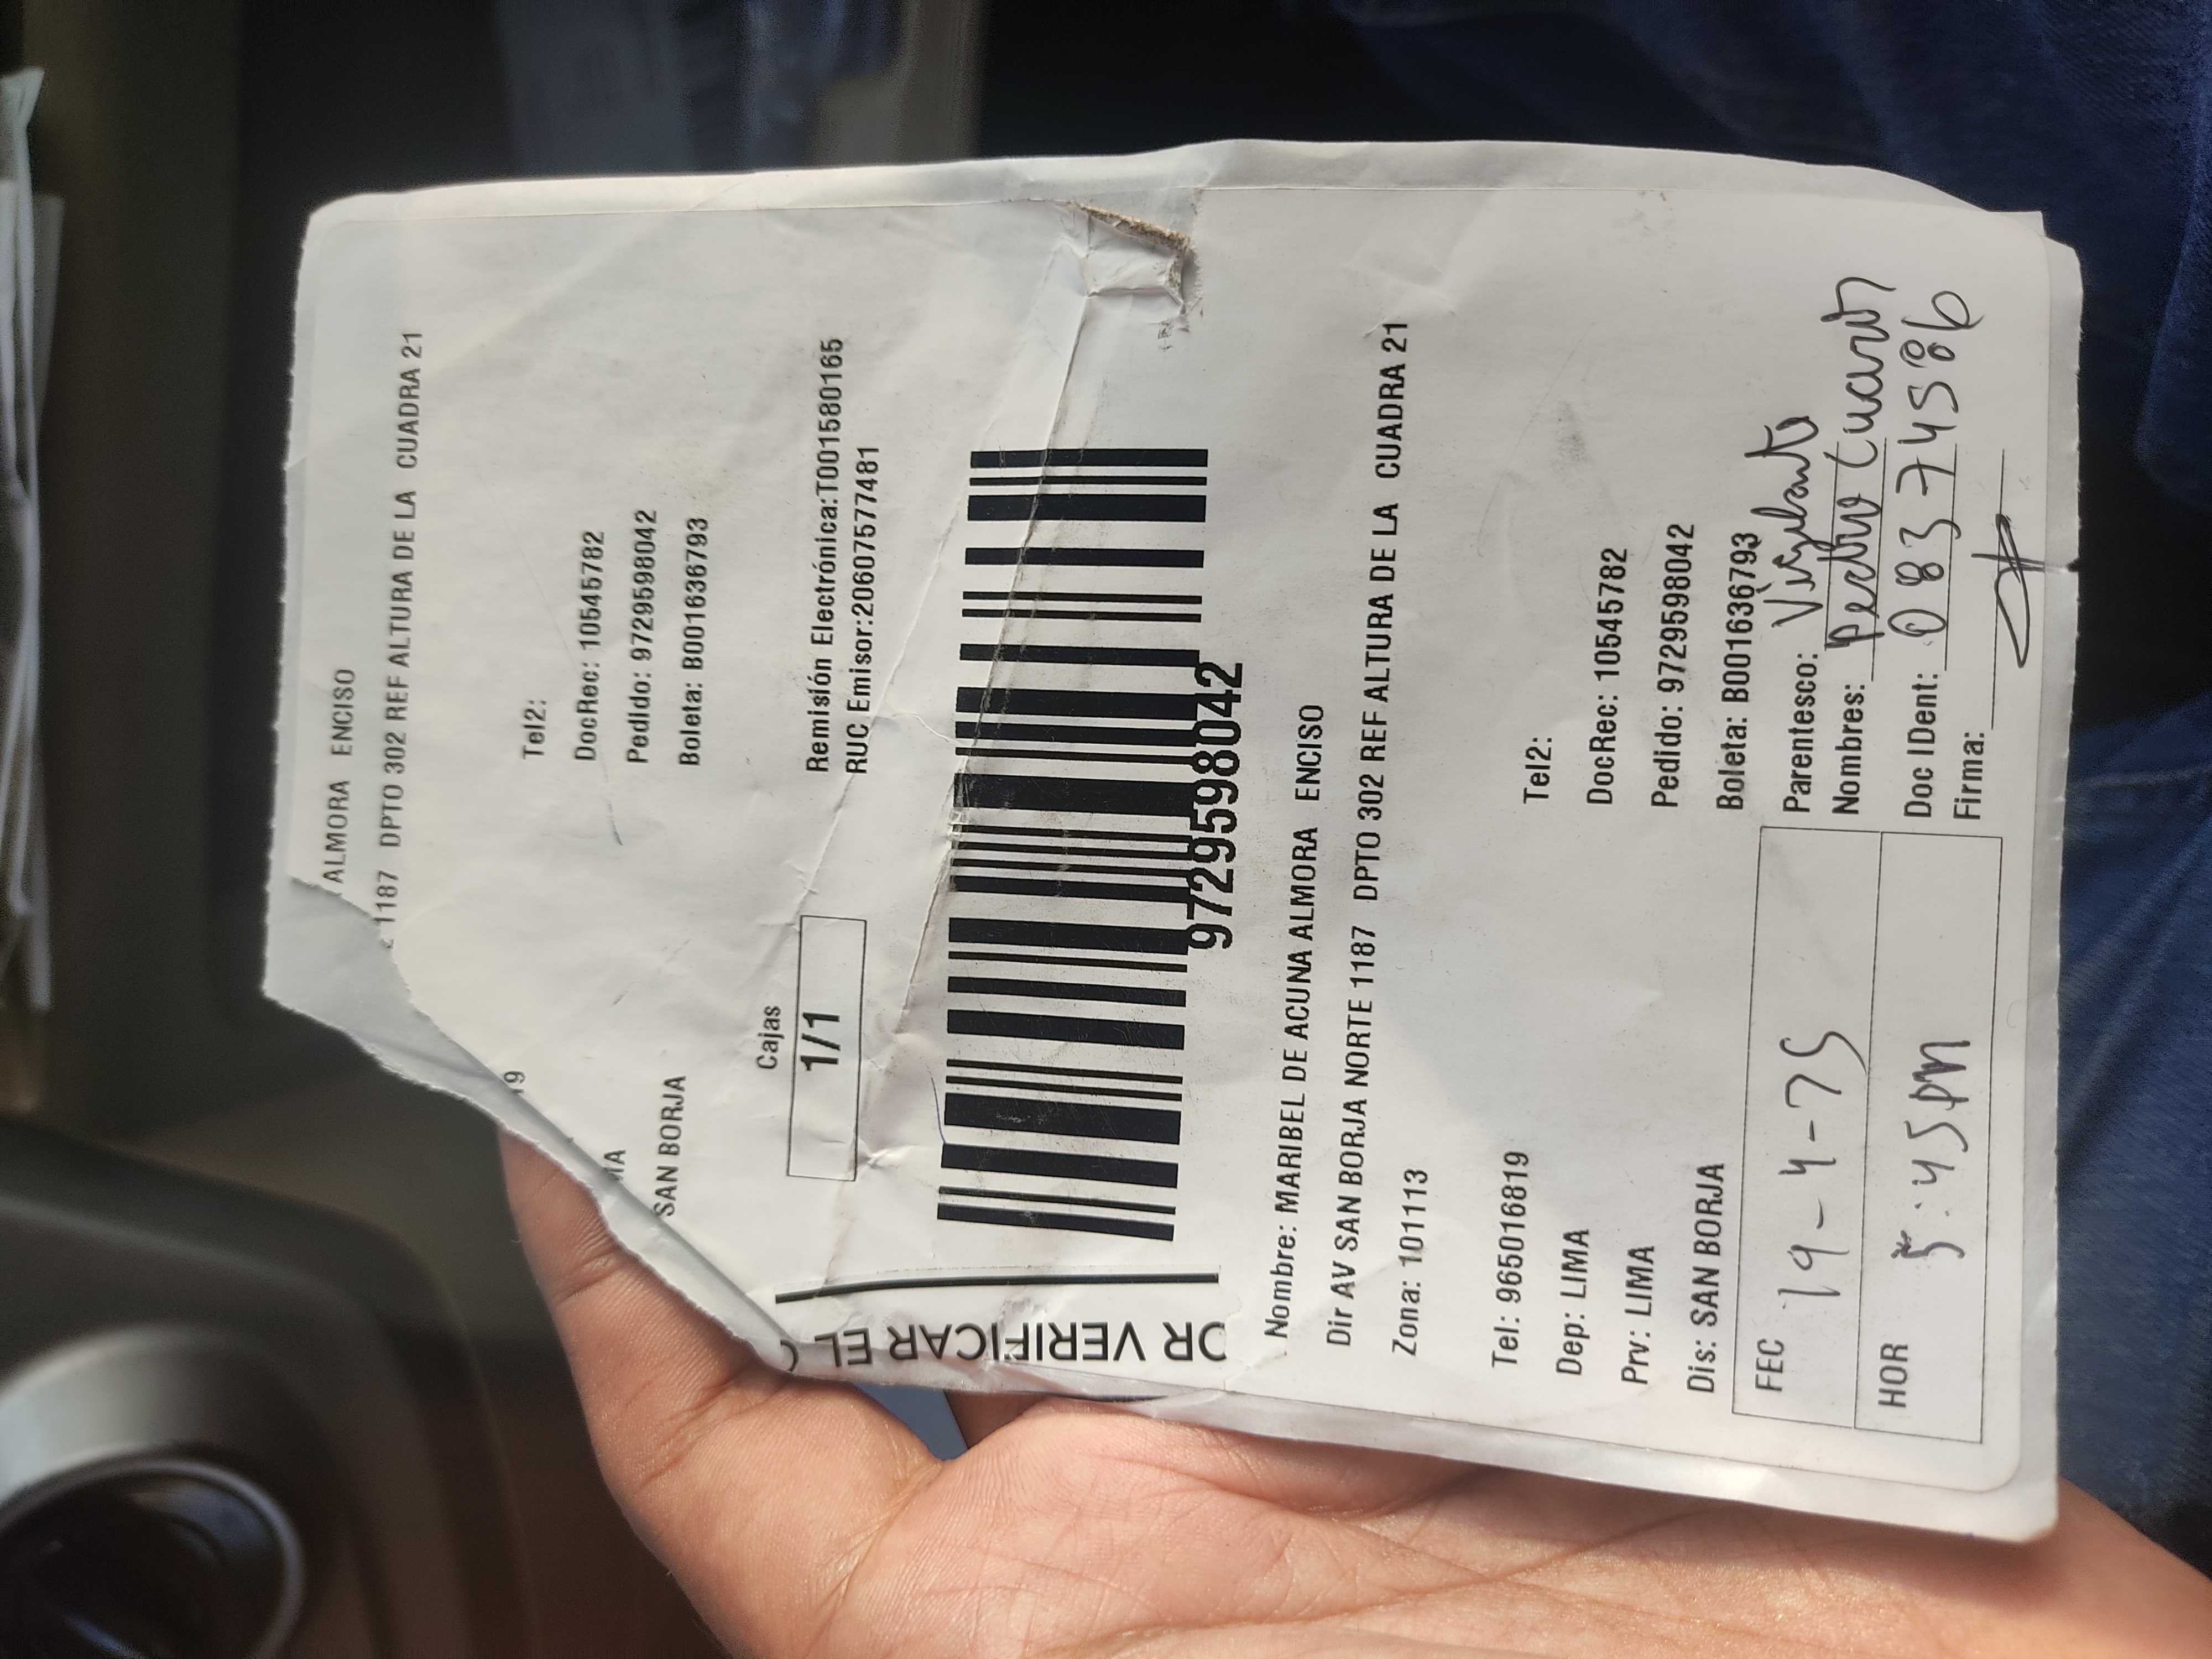 ALMORA ENCISO
1187 DPTO 302 REF ALTURA DE LA CUADRA 21
19
Tel2:
DocRec: 10545782
MA
Pedido: 9729598042
SAN BORJA
Boleta: B001636793
Cajas
1/1
Remisión Electrónica:T001580165
RUC Emisor:20607577481
OR VERIFICAR EL
9729598042
Nombre: MARIBEL DE ACUNA ALMORA ENCISO
Dir AV SAN BORJA NORTE 1187 DPTO 302 REF ALTURA DE LA CUADRA 21
Zona: 101113
Tel: 965016819
Tel2:
Dep: LIMA
DocRec: 10545782
Prv: LIMA
Pedido: 9729598042
Dis: SAN BORJA
Boleta: B001636793
FEC 19-4-25
Parentesco: Vigilante
Nombres: Pedro
HOR 5:45pm
Doc IDent: 08374586
Firma: